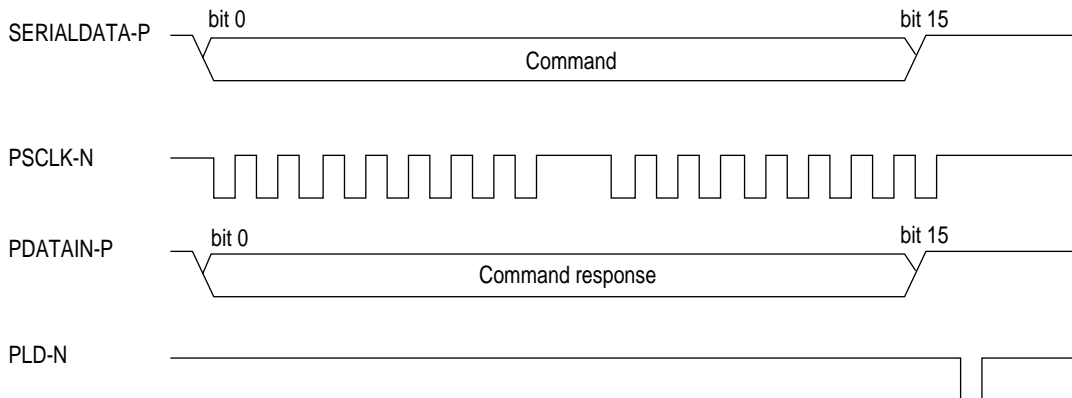 bit 0
bit 15
SERIALDATA-P
Command
PSCLK-N
bit 0
bit 15
PDATAIN-P
Command response
PLD-N